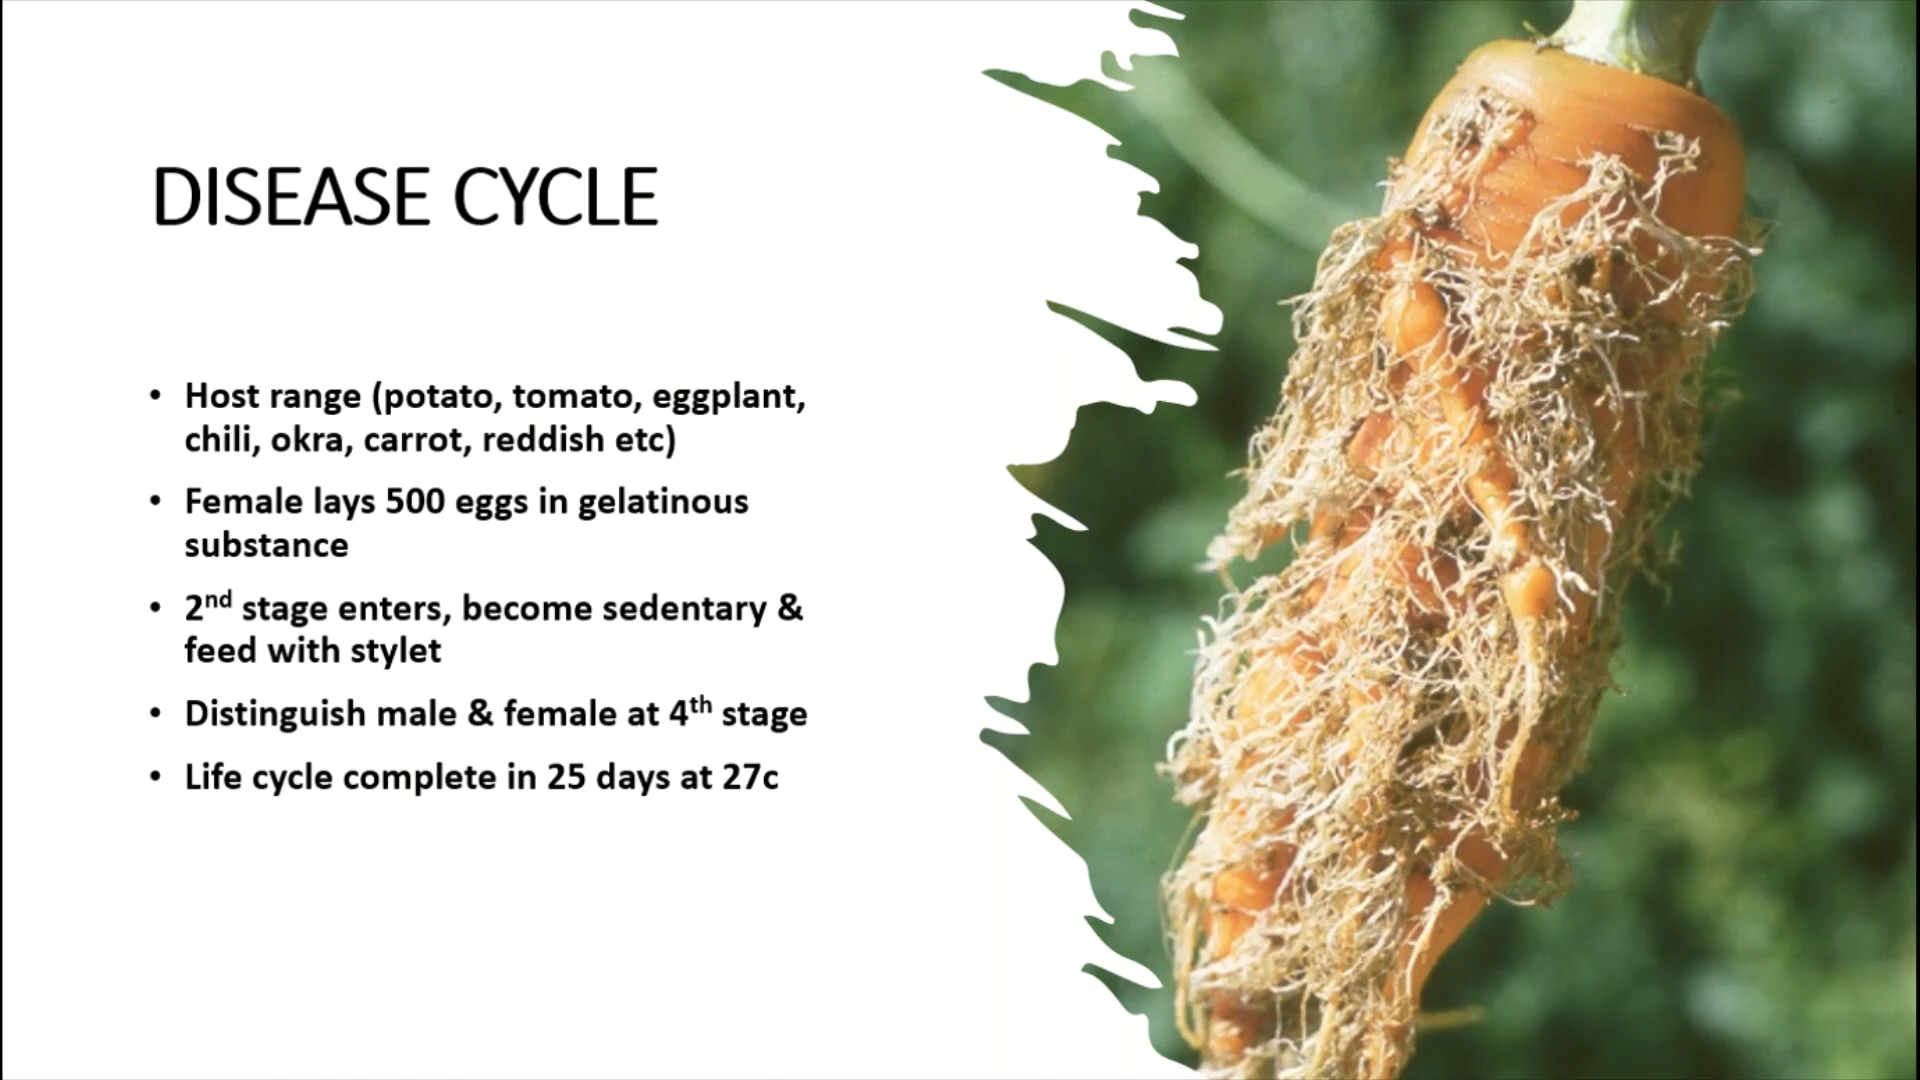 DISEASE CYCLE
• Host range (potato, tomato, eggplant,
chili, okra, carrot, reddish etc)
• Female lays 500 eggs in gelatinous
substance
• 2nd stage enters, become sedentary &
feed with stylet
• Distinguish male & female at 4th stage
• Life cycle complete in 25 days at 27c